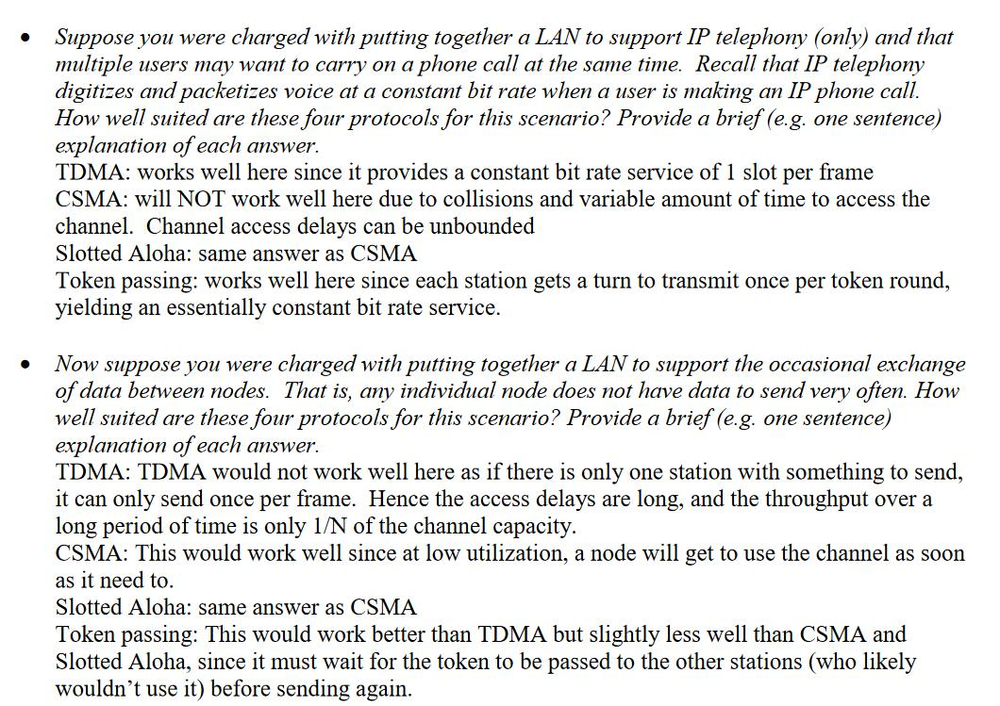 • Suppose you were charged with putting together a LAN to support IP telephony (only) and that
multiple users may want to carry on a phone call at the same time.  Recall that IP telephony
digitizes and packetizes voice at a constant bit rate when a user is making an IP phone call.
How well suited are these four protocols for this scenario? Provide a brief (e.g. one sentence)
explanation of each answer.
TDMA: works well here since it provides a constant bit rate service of 1 slot per frame
CSMA: will NOT work well here due to collisions and variable amount of time to access the
channel.  Channel access delays can be unbounded
Slotted Aloha: same answer as CSMA
Token passing: works well here since each station gets a turn to transmit once per token round,
yielding an essentially constant bit rate service.
• Now suppose you were charged with putting together a LAN to support the occasional exchange
of data between nodes.  That is, any individual node does not have data to send very often. How
well suited are these four protocols for this scenario? Provide a brief (e.g. one sentence)
explanation of each answer.
TDMA: TDMA would not work well here as if there is only one station with something to send,
it can only send once per frame.  Hence the access delays are long, and the throughput over a
long period of time is only 1/N of the channel capacity.
CSMA: This would work well since at low utilization, a node will get to use the channel as soon
as it need to.
Slotted Aloha: same answer as CSMA
Token passing: This would work better than TDMA but slightly less well than CSMA and
Slotted Aloha, since it must wait for the token to be passed to the other stations (who likely
wouldn't use it) before sending again.